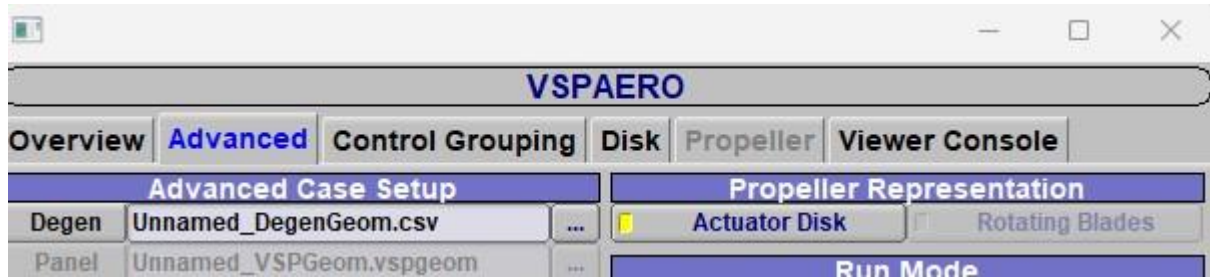 VSPAERO
Overview Advanced Control Grouping Disk Propeller Viewer Console
Advanced Case Setup Propeller Representation
Degen Unnamed_DegenGeom.csv ... Actuator Disk Rotating Blades
Panel Unnamed_VSPGeom.vspgeom ... Run Mode